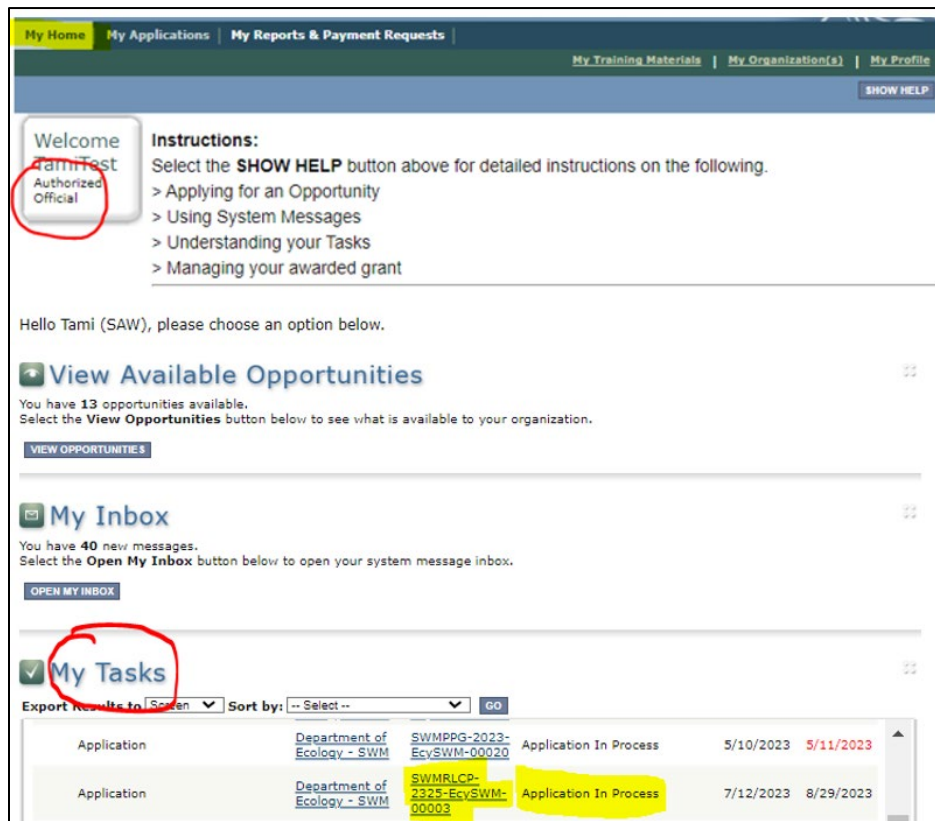 My Home | My Applications | My Reports & Payment Requests |
My Training Materials | My Organization(s) | My Profile
SHOW HELP
Welcome
TamiTest
Authorized
Official
Instructions:
Select the SHOW HELP button above for detailed instructions on the following.
> Applying for an Opportunity
> Using System Messages
> Understanding your Tasks
> Managing your awarded grant
Hello Tami (SAW), please choose an option below.
View Available Opportunities
You have 13 opportunities available.
Select the View Opportunities button below to see what is available to your organization.
VIEW OPPORTUNITIES
My Inbox
You have 40 new messages.
Select the Open My Inbox button below to open your system message inbox.
OPEN MY INBOX
My Tasks
Export Results to Screen Sort by: -- Select -- GO
Application Department of Ecology - SWM SWMPPG-2023-EcySWM-00020 Application In Process 5/10/2023 5/11/2023
Application Department of Ecology - SWM SWMRLCP-2325-EcySWM-00003 Application In Process 7/12/2023 8/29/2023